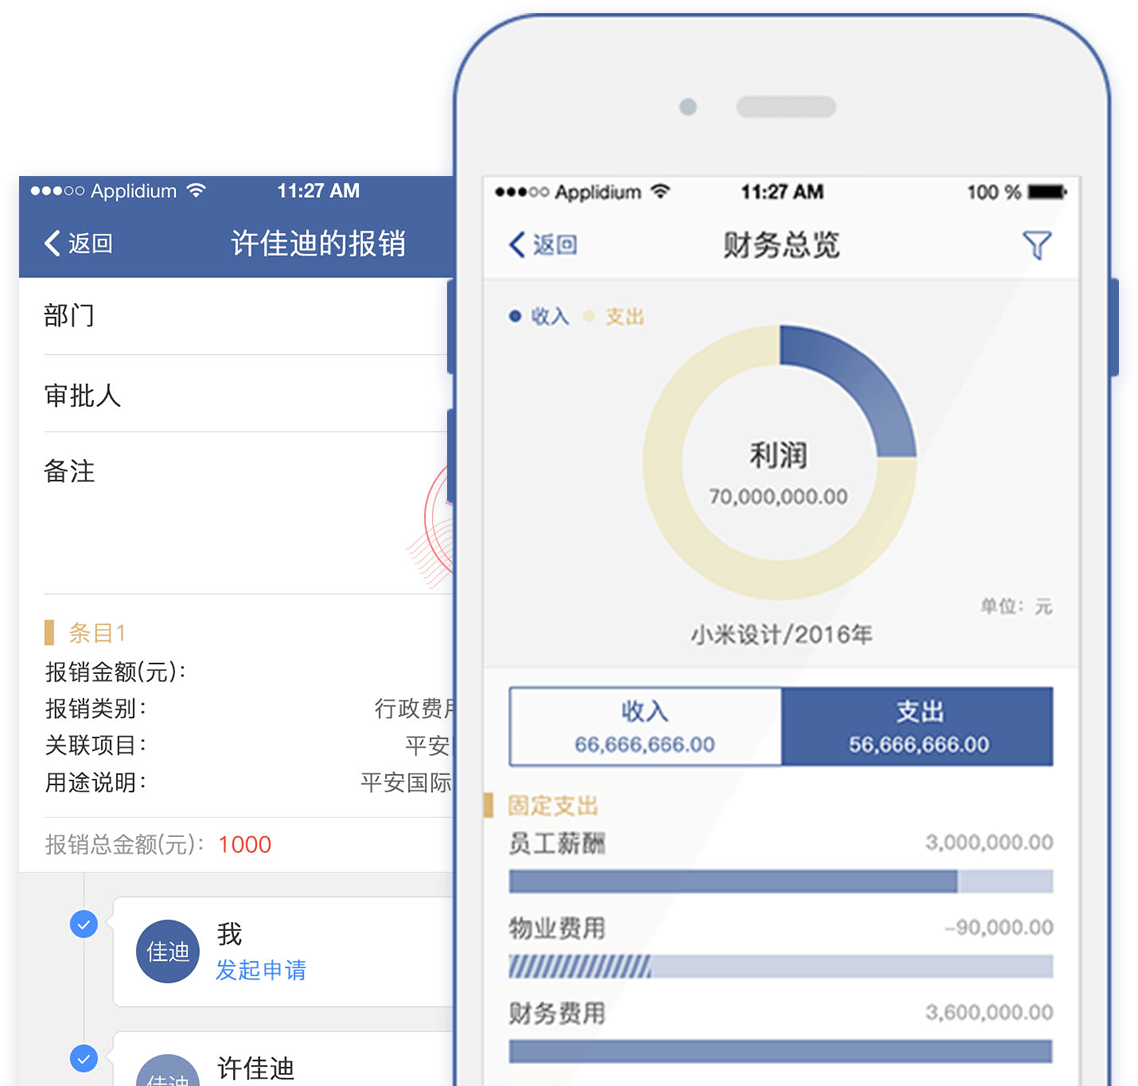 Applidium 11:27 AM
返回 许佳迪的报销
部门
审批人
备注
条目1
报销金额(元):
报销类别: 行政费
关联项目: 平安
用途说明: 平安国际
报销总金额(元): 1000
佳迪 我
发起申请
佳迪 许佳迪
Applidium 11:27 AM 100 %
返回 财务总览
收入 支出
利润
70,000,000.00
单位: 元
小米设计/2016年
收入 支出
66,666,666.00 56,666,666.00
固定支出
员工薪酬 3,000,000.00
物业费用 -90,000.00
财务费用 3,600,000.00